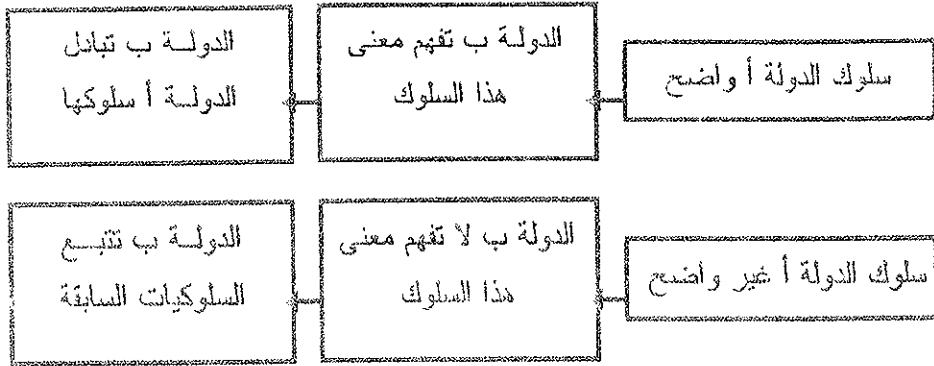 سلوك الدولة أ واضح
الدولة ب تفهم معنى
هذا السلوك
الدولة ب تبادل
الدولة أ سلوكها
سلوك الدولة أ غير واضح
الدولة ب لا تفهم معنى
هذا السلوك
الدولة ب تتبع
السلوكيات السابقة